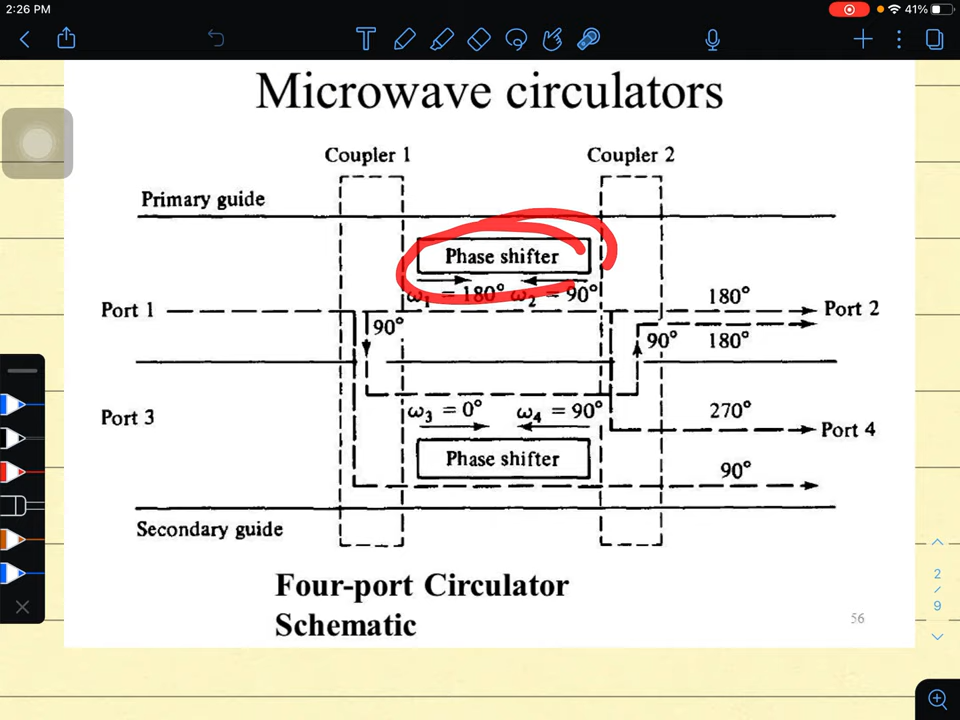 2:26 PM
41%
Microwave circulators
Coupler 1
Coupler 2
Primary guide
Phase shifter
ω₁ = 180° ω₂ = 90°
180°
Port 1
Port 2
90°
90°
180°
ω₃ = 0°
ω₄ = 90°
270°
Port 3
Port 4
Phase shifter
90°
Secondary guide
Four-port Circulator
Schematic
56
2
/
9